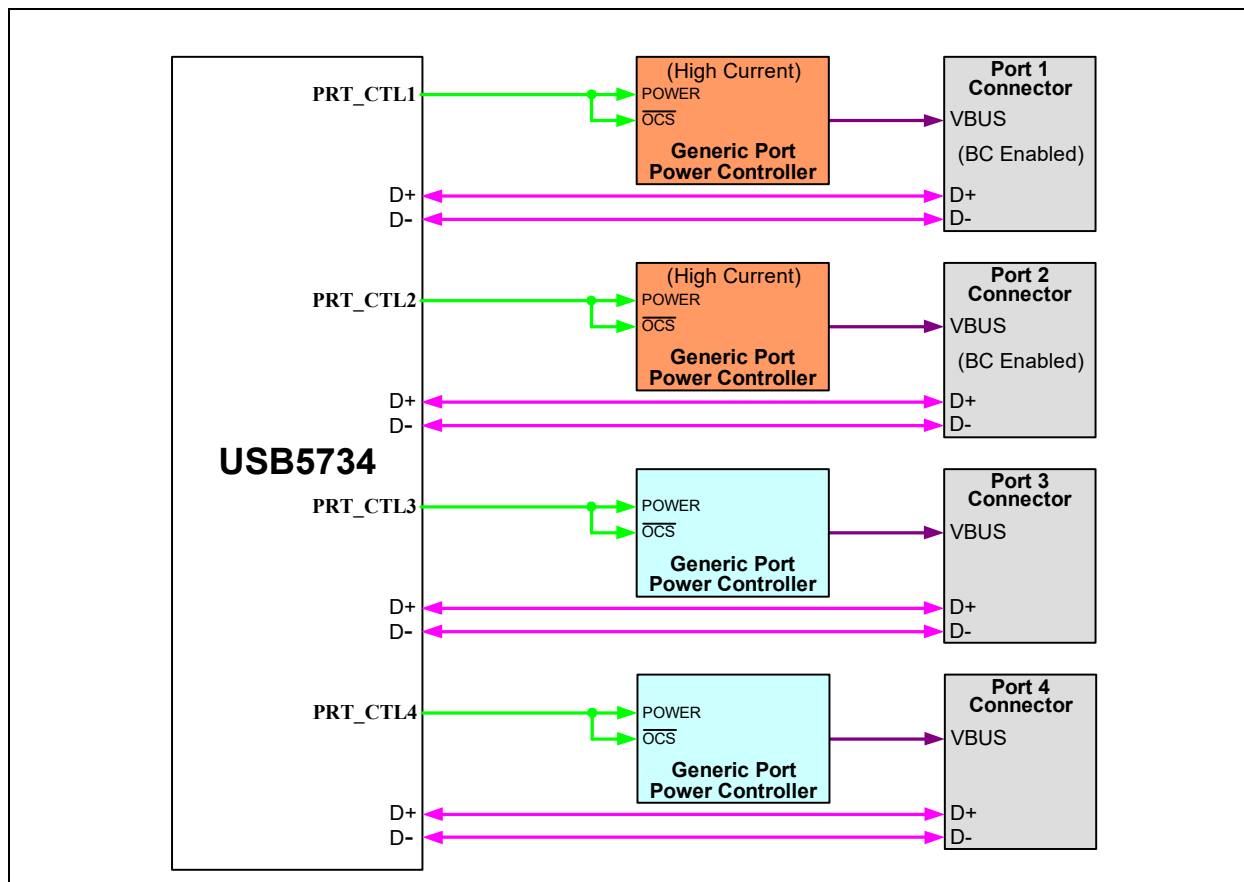 PRT_CTL1
(High Current)
POWER
OCS
Generic Port
Power Controller
Port 1
Connector
VBUS
(BC Enabled)
D+
D-
D+
D-
PRT_CTL2
(High Current)
POWER
OCS
Generic Port
Power Controller
Port 2
Connector
VBUS
(BC Enabled)
D+
D-
D+
D-
USB5734
PRT_CTL3
POWER
OCS
Generic Port
Power Controller
Port 3
Connector
VBUS
D+
D-
D+
D-
PRT_CTL4
POWER
OCS
Generic Port
Power Controller
Port 4
Connector
VBUS
D+
D-
D+
D-